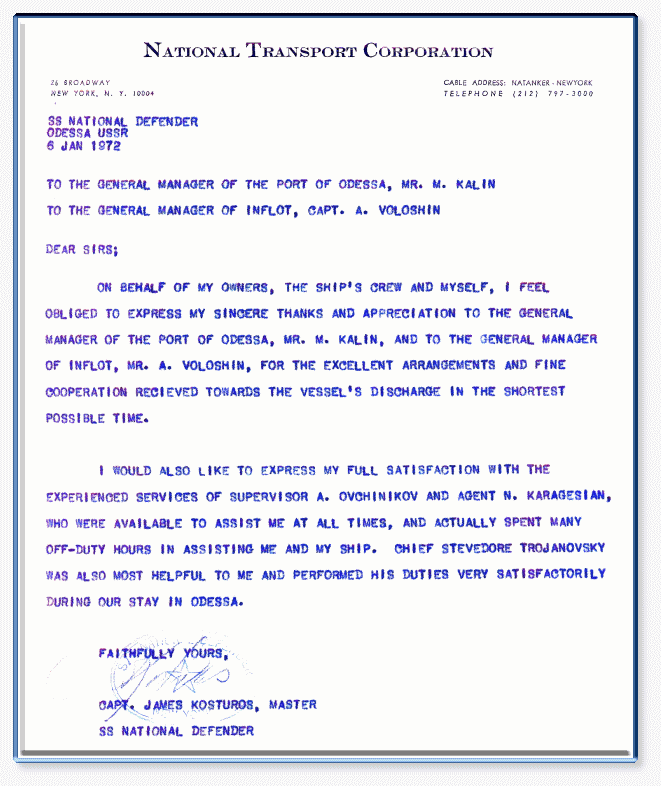 NATIONAL TRANSPORT CORPORATION
26 BROADWAY
NEW YORK, N. Y. 10004
CABLE ADDRESS: NATANKER-NEWYORK
TELEPHONE (212) 797-3000
SS NATIONAL DEFENDER
ODESSA USSR
6 JAN 1972
TO THE GENERAL MANAGER OF THE PORT OF ODESSA, MR. M. KALIN
TO THE GENERAL MANAGER OF INFLOT, CAPT. A. VOLOSHIN
DEAR SIRS;
ON BEHALF OF MY OWNERS, THE SHIP'S CREW AND MYSELF, I FEEL
OBLIGED TO EXPRESS MY SINCERE THANKS AND APPRECIATION TO THE GENERAL
MANAGER OF THE PORT OF ODESSA, MR. M. KALIN, AND TO THE GENERAL MANAGER
OF INFLOT, MR. A. VOLOSHIN, FOR THE EXCELLENT ARRANGEMENTS AND FINE
COOPERATION RECIEVED TOWARDS THE VESSEL'S DISCHARGE IN THE SHORTEST
POSSIBLE TIME.
I WOULD ALSO LIKE TO EXPRESS MY FULL SATISFACTION WITH THE
EXPERIENCED SERVICES OF SUPERVISOR A. OVCHINIKOV AND AGENT N. KARAGESIAN,
WHO WERE AVAILABLE TO ASSIST ME AT ALL TIMES, AND ACTUALLY SPENT MANY
OFF-DUTY HOURS IN ASSISTING ME AND MY SHIP. CHIEF STEVEDORE TROJANOVSKY
WAS ALSO MOST HELPFUL TO ME AND PERFORMED HIS DUTIES VERY SATISFACTORILY
DURING OUR STAY IN ODESSA.
FAITHFULLY YOURS,
CAPT. JAMES KOSTUROS, MASTER
SS NATIONAL DEFENDER